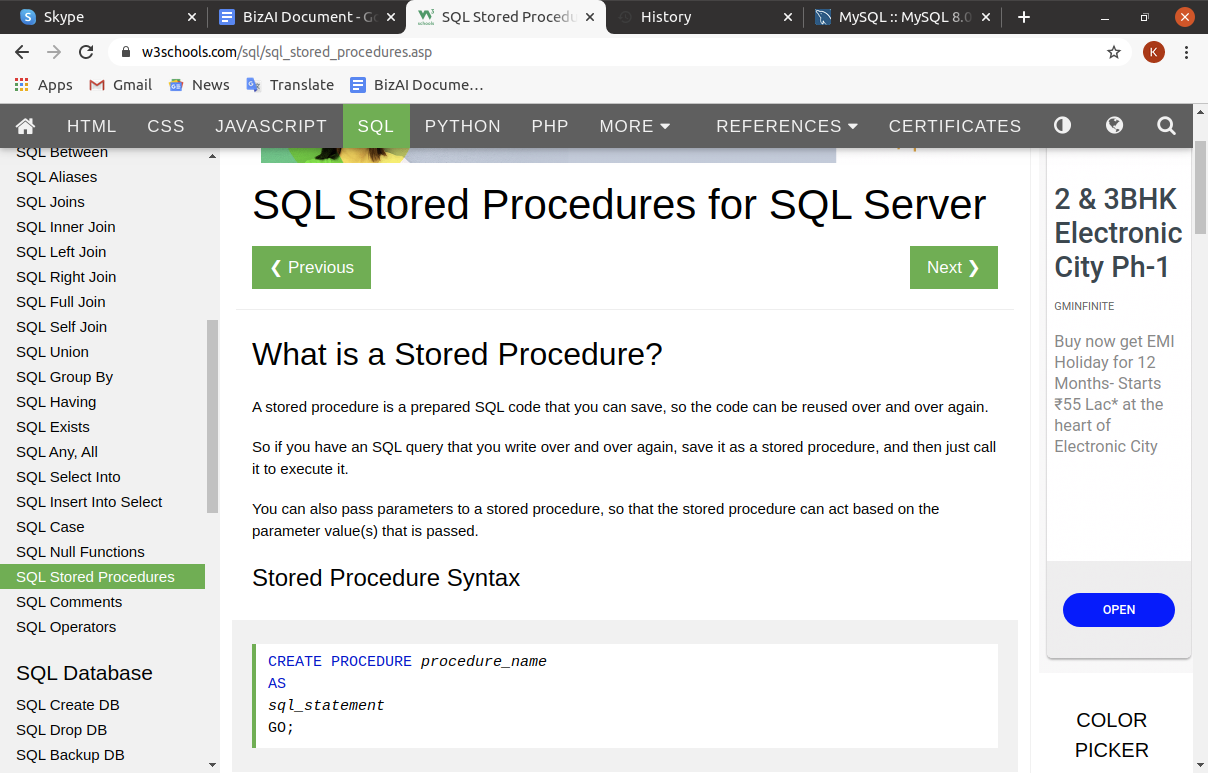 Skype
BizAI Document - Go
SQL Stored Procedu
History
MySQL :: MySQL 8.0
w3schools.com/sql/sql_stored_procedures.asp
K
Apps
Gmail
News
Translate
BizAI Docume…
HTML
CSS
JAVASCRIPT
SQL
PYTHON
PHP
MORE
REFERENCES
CERTIFICATES
SQL Between
SQL Aliases
SQL Joins
SQL Inner Join
SQL Left Join
SQL Right Join
SQL Full Join
SQL Self Join
SQL Union
SQL Group By
SQL Having
SQL Exists
SQL Any, All
SQL Select Into
SQL Insert Into Select
SQL Case
SQL Null Functions
SQL Stored Procedures
SQL Comments
SQL Operators
SQL Database
SQL Create DB
SQL Drop DB
SQL Backup DB
SQL Stored Procedures for SQL Server
❮ Previous
Next ❯
What is a Stored Procedure?
A stored procedure is a prepared SQL code that you can save, so the code can be reused over and over again.
So if you have an SQL query that you write over and over again, save it as a stored procedure, and then just call
it to execute it.
You can also pass parameters to a stored procedure, so that the stored procedure can act based on the
parameter value(s) that is passed.
Stored Procedure Syntax
CREATE PROCEDURE procedure_name
AS
sql_statement
GO;
2 & 3BHK
Electronic
City Ph-1
GMINFINITE
Buy now get EMI
Holiday for 12
Months- Starts
₹55 Lac* at the
heart of
Electronic City
OPEN
COLOR
PICKER